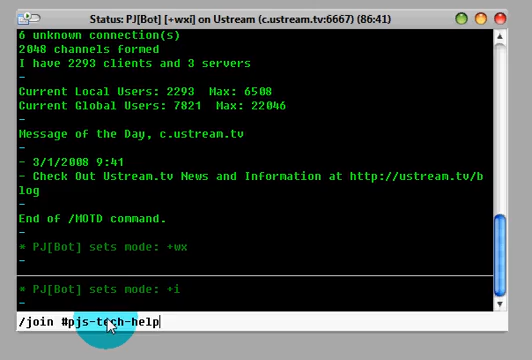 Status: PJ[Bot] [+wxi] on Ustream (c.ustream.tv:6667) (86:41)
6 unknown connection(s)
2048 channels formed
I have 2293 clients and 3 servers
-
Current Local Users: 2293  Max: 6508
Current Global Users: 7821  Max: 22046
-
Message of the Day, c.ustream.tv
-
- 3/1/2008 9:41
- Check Out Ustream.tv News and Information at http://ustream.tv/b
log
-
End of /MOTD command.
-
* PJ[Bot] sets mode: +wx
-
* PJ[Bot] sets mode: +i
-
/join #pjs-tech-help